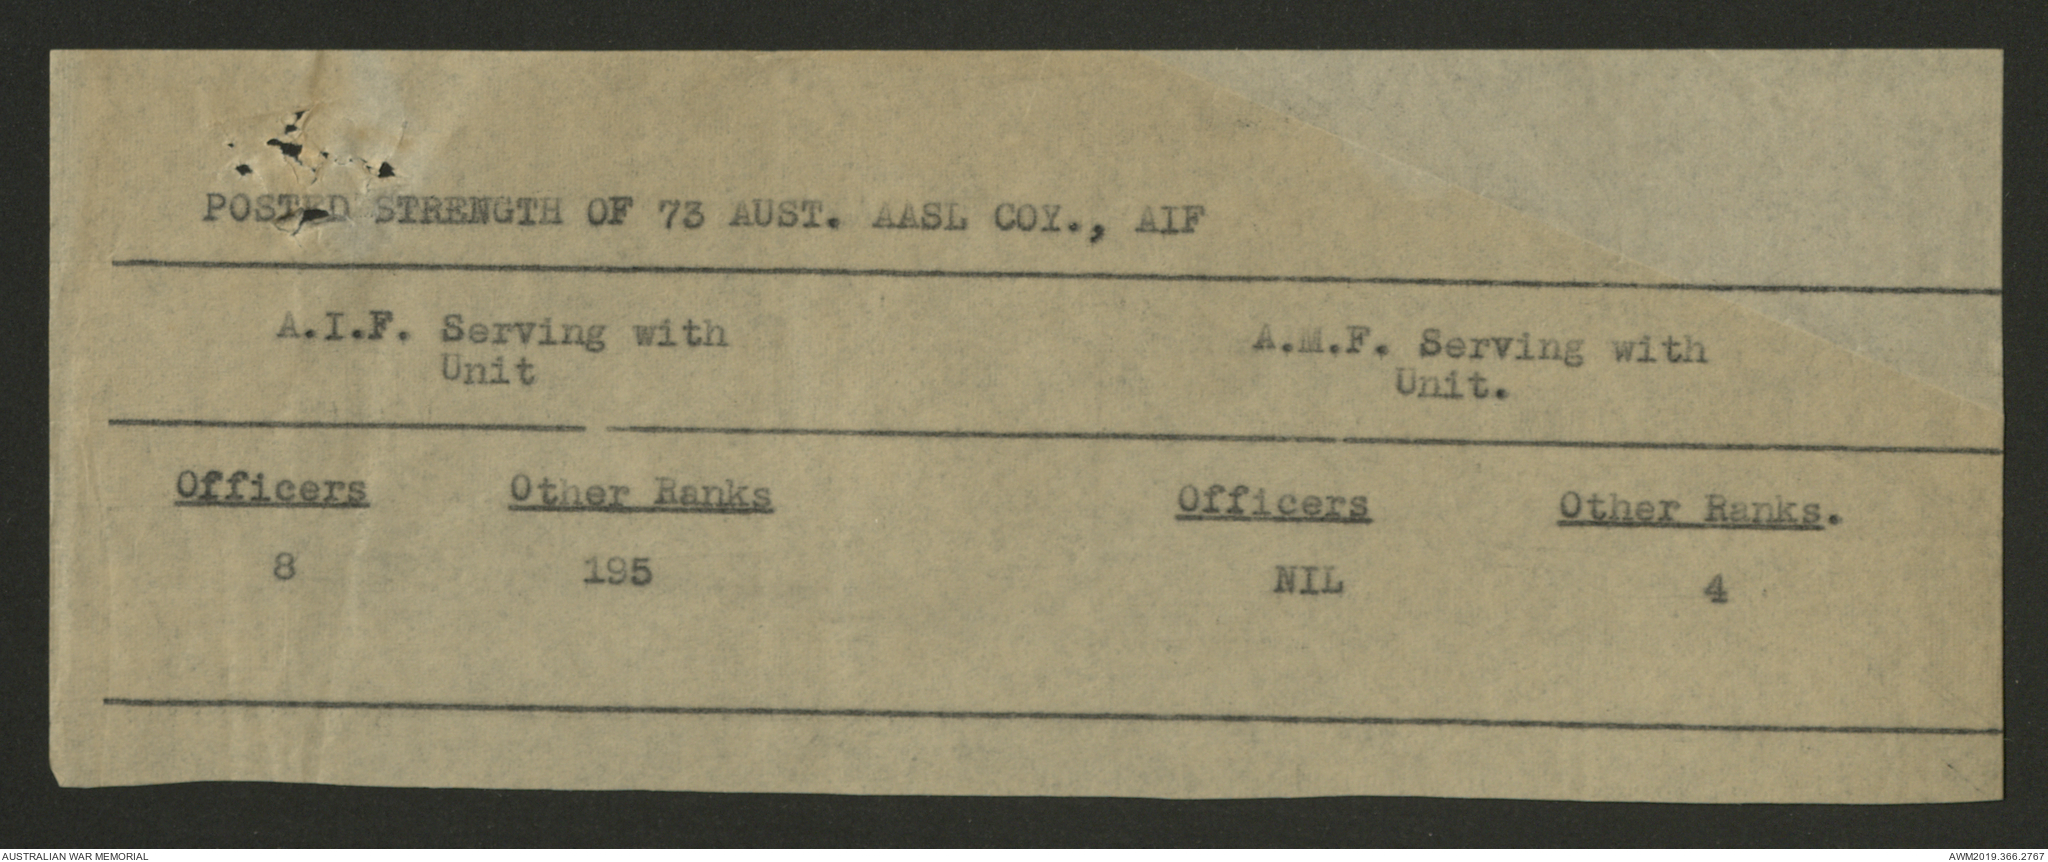 POSTED STRENGTH OF 73 AUST. AASL COY., AIF
A.I.F. Serving with
Unit
A.M.F. Serving with
Unit.
Officers Other Ranks Officers Other Ranks.
8 195 NIL 4
AUSTRALIAN WAR MEMORIAL AWM2019.366.2767